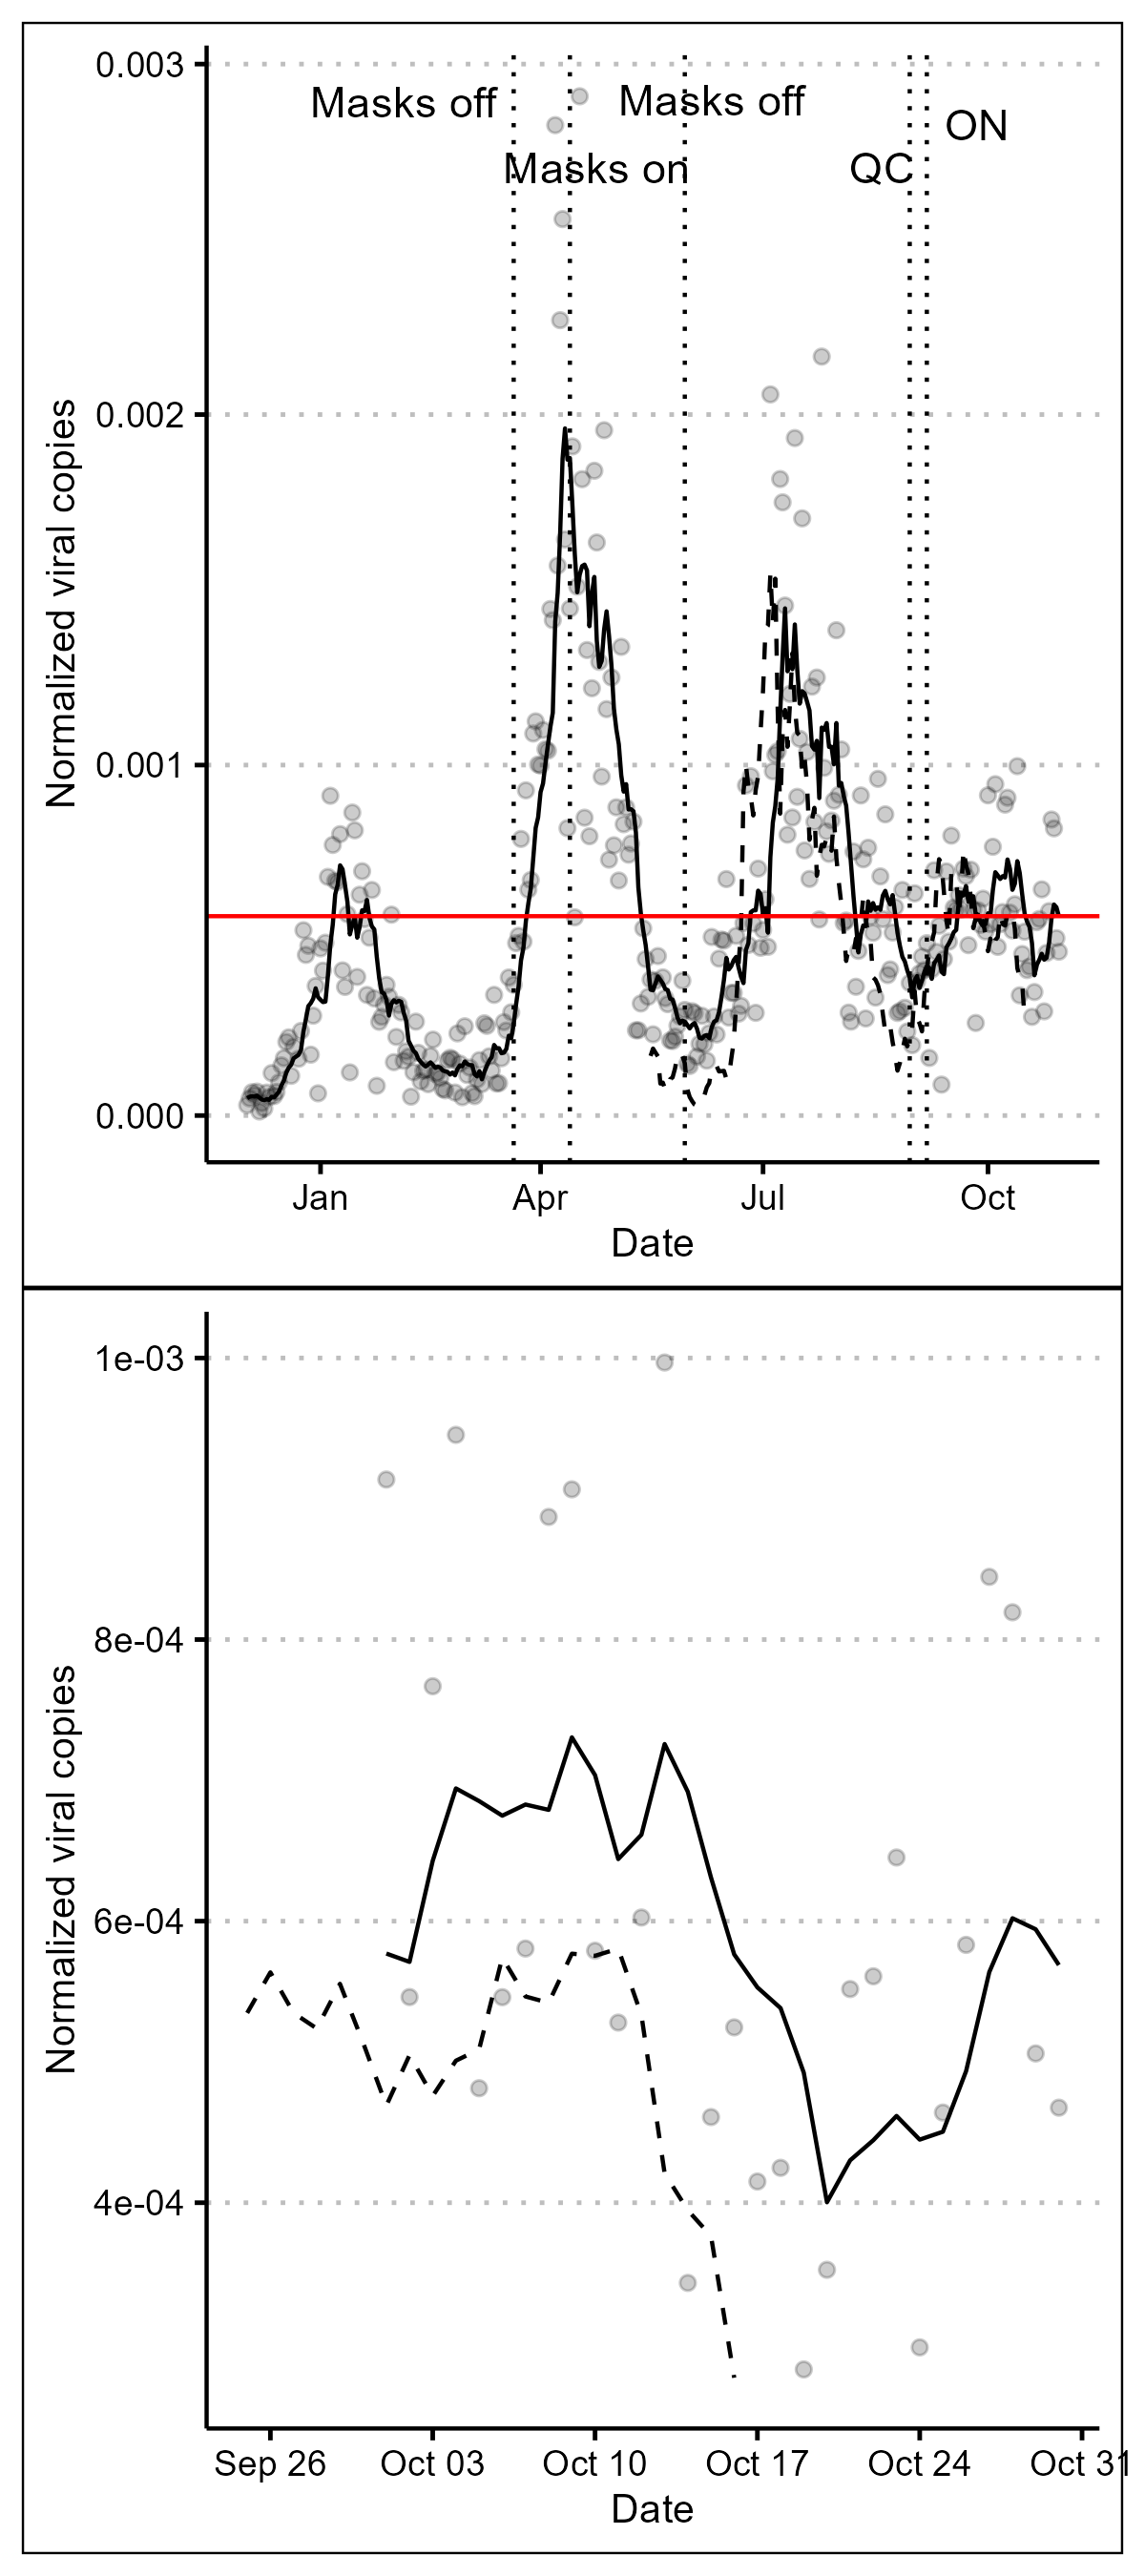 0.003
Masks off
Masks off
ON
Masks on
QC
0.002
Normalized viral copies
0.001
0.000
Jan
Apr
Jul
Oct
Date
1e-03
8e-04
Normalized viral copies
6e-04
4e-04
Sep 26
Oct 03
Oct 10
Oct 17
Oct 24
Oct 31
Date